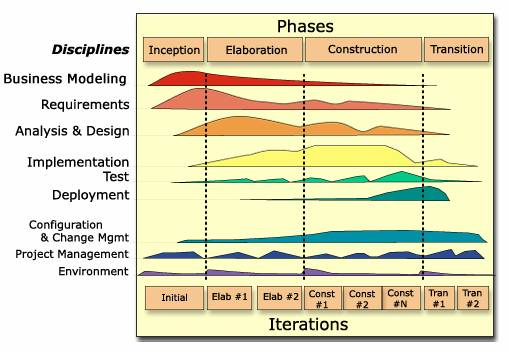 Phases
Disciplines
Inception
Elaboration
Construction
Transition
Business Modeling
Requirements
Analysis & Design
Implementation
Test
Deployment
Configuration
& Change Mgmt
Project Management
Environment
Initial
Elab #1
Elab #2
Const
#1
Const
#2
Const
#N
Tran
#1
Tran
#2
Iterations